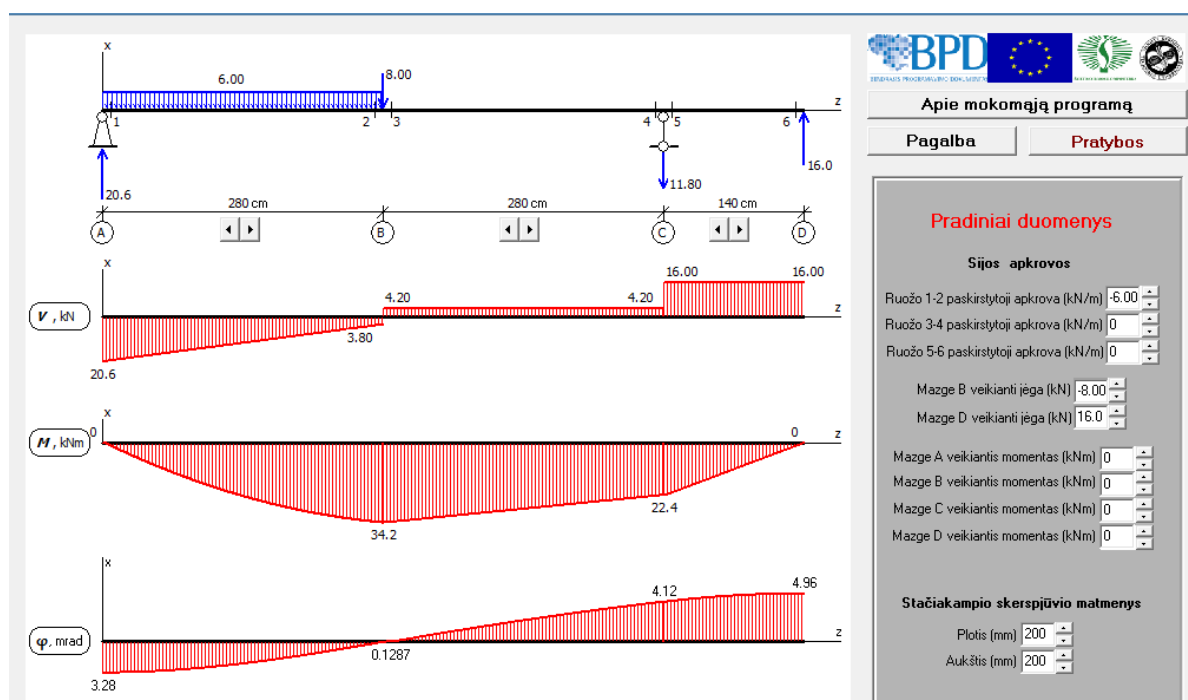 x
6.00
8.00
z
1
2
3
4
5
6
20.6
11.80
16.0
280 cm
280 cm
140 cm
A
B
C
D
x
V, kN
20.6
3.80
4.20
4.20
16.00
16.00
z
x
M, kNm
0
0
z
34.2
22.4
x
φ, mrad
3.28
0.1287
4.12
4.96
z
BPD
BENDRASIS PROGRAMAVIMO DOKUMENTAS
Apie mokomąją programą
Pagalba
Pratybos
Pradiniai duomenys
Sijos apkrovos
Ruožo 1-2 paskirstytoji apkrova (kN/m) -6.00
Ruožo 3-4 paskirstytoji apkrova (kN/m) 0
Ruožo 5-6 paskirstytoji apkrova (kN/m) 0
Mazge B veikianti jėga (kN) -8.00
Mazge D veikianti jėga (kN) 16.0
Mazge A veikiantis momentas (kNm) 0
Mazge B veikiantis momentas (kNm) 0
Mazge C veikiantis momentas (kNm) 0
Mazge D veikiantis momentas (kNm) 0
Stačiakampio skerspjūvio matmenys
Plotis (mm) 200
Aukštis (mm) 200